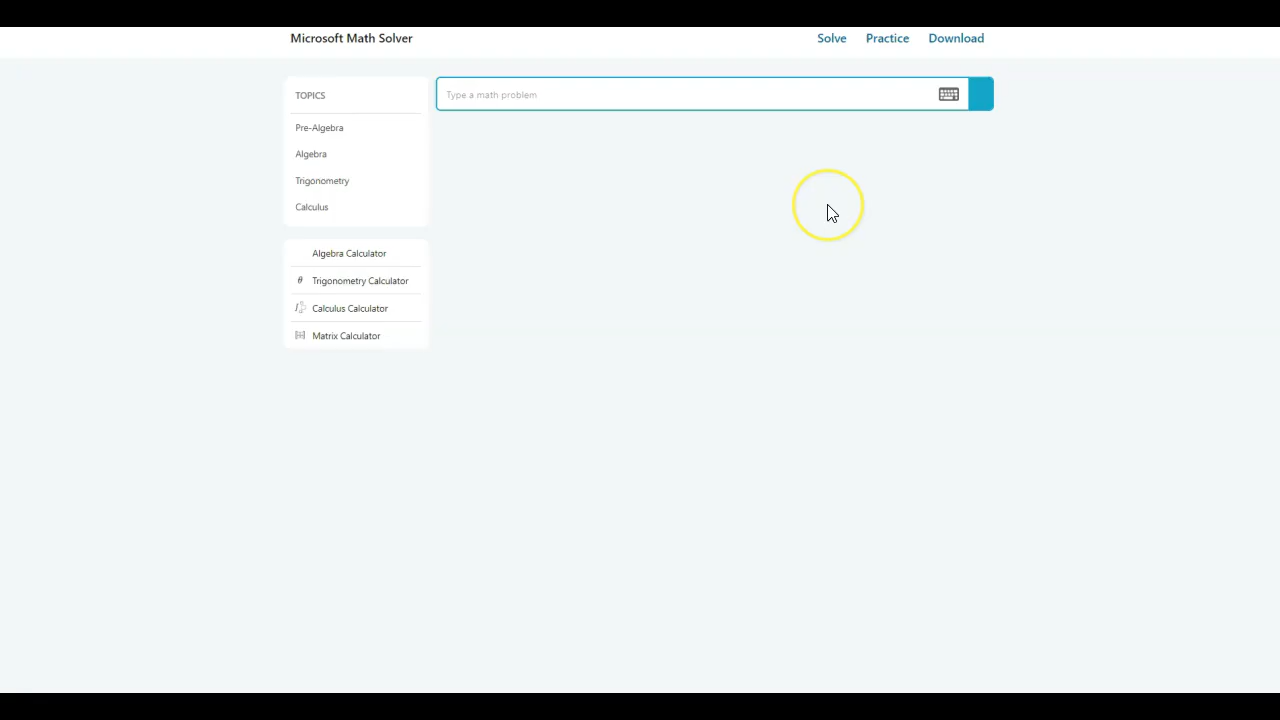 Microsoft Math Solver
Solve
Practice
Download
TOPICS
Pre-Algebra
Algebra
Trigonometry
Calculus
Type a math problem
Algebra Calculator
θ Trigonometry Calculator
Calculus Calculator
Matrix Calculator